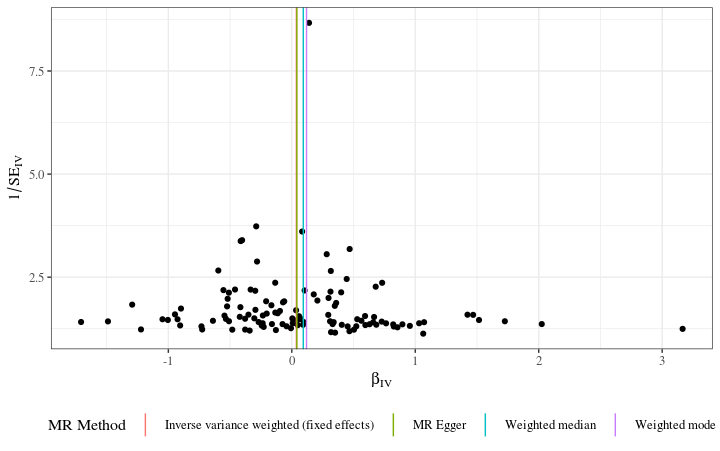 7.5
5.0
2.5
1/SE_IV
-1 0 1 2 3
β_IV
MR Method Inverse variance weighted (fixed effects) MR Egger Weighted median Weighted mode